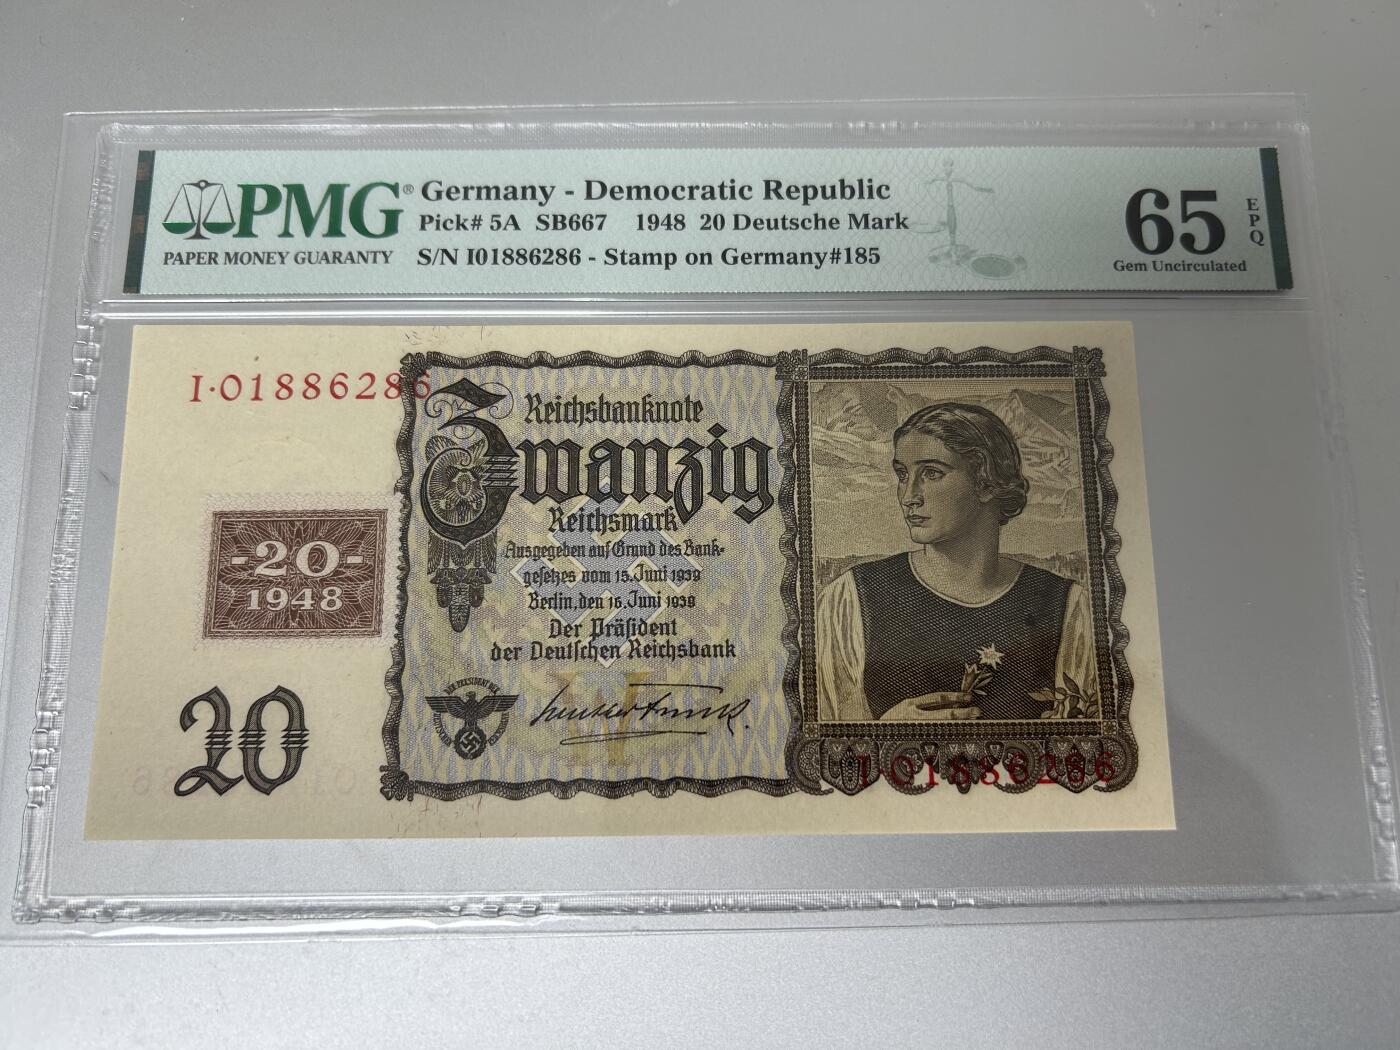 PMG®
PAPER MONEY GUARANTY
Germany - Democratic Republic
Pick# 5A SB667 1948 20 Deutsche Mark
S/N I01886286 - Stamp on Germany#185
65
EPQ
Gem Uncirculated
I·01886286
Reichsbanknote
Zwanzig
Reichsmark
Ausgegeben auf Grund des Bank-
gesetzes vom 15. Juni 1939
Berlin, den 16. Juni 1939
Der Präsident
der Deutschen Reichsbank
-20-
1948
20
I·01886286